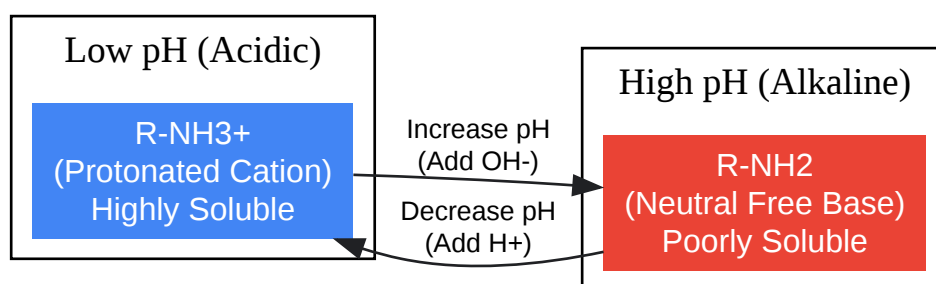 Low pH (Acidic)
R-NH3+
(Protonated Cation)
Highly Soluble
Increase pH
(Add OH-)
Decrease pH
(Add H+)
High pH (Alkaline)
R-NH2
(Neutral Free Base)
Poorly Soluble